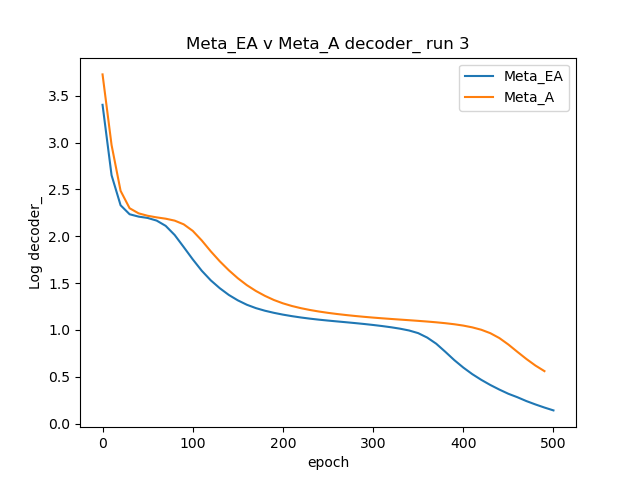 Meta_EA v Meta_A decoder_ run 3
Meta_EA
Meta_A
Log decoder_
3.5
3.0
2.5
2.0
1.5
1.0
0.5
0.0
0 100 200 300 400 500
epoch